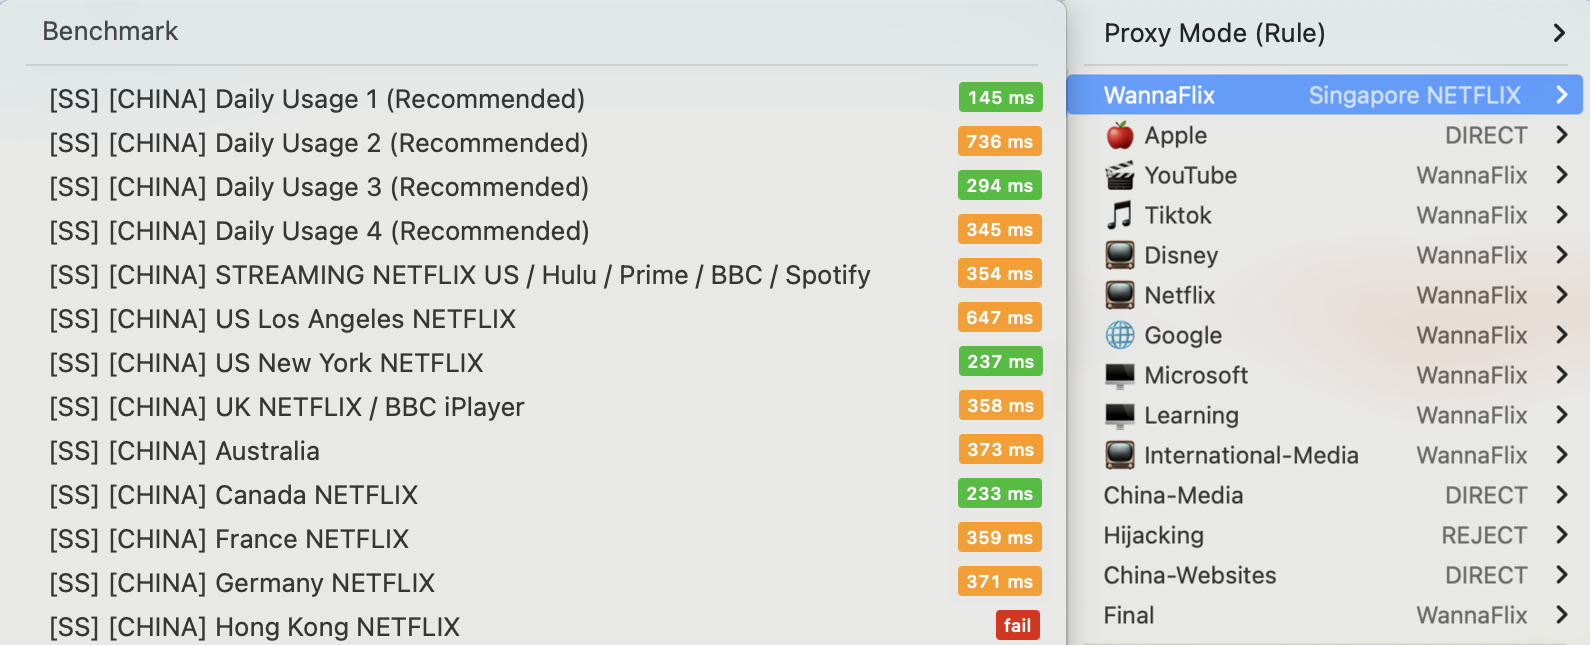 Benchmark
[SS] [CHINA] Daily Usage 1 (Recommended) 145 ms
[SS] [CHINA] Daily Usage 2 (Recommended) 736 ms
[SS] [CHINA] Daily Usage 3 (Recommended) 294 ms
[SS] [CHINA] Daily Usage 4 (Recommended) 345 ms
[SS] [CHINA] STREAMING NETFLIX US / Hulu / Prime / BBC / Spotify 354 ms
[SS] [CHINA] US Los Angeles NETFLIX 647 ms
[SS] [CHINA] US New York NETFLIX 237 ms
[SS] [CHINA] UK NETFLIX / BBC iPlayer 358 ms
[SS] [CHINA] Australia 373 ms
[SS] [CHINA] Canada NETFLIX 233 ms
[SS] [CHINA] France NETFLIX 359 ms
[SS] [CHINA] Germany NETFLIX 371 ms
[SS] [CHINA] Hong Kong NETFLIX fail
Proxy Mode (Rule)
WannaFlix Singapore NETFLIX
Apple DIRECT
YouTube WannaFlix
Tiktok WannaFlix
Disney WannaFlix
Netflix WannaFlix
Google WannaFlix
Microsoft WannaFlix
Learning WannaFlix
International-Media WannaFlix
China-Media DIRECT
Hijacking REJECT
China-Websites DIRECT
Final WannaFlix